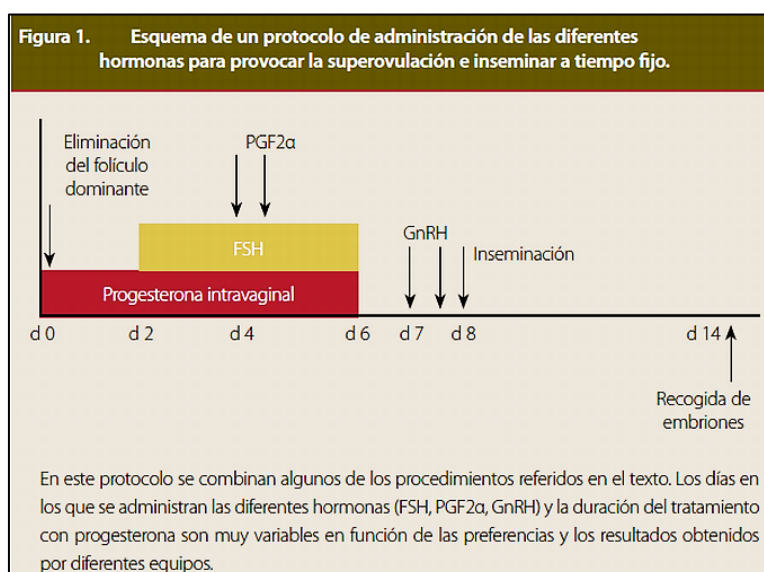 Figura 1. Esquema de un protocolo de administración de las diferentes
hormonas para provocar la superovulación e inseminar a tiempo fijo.
Eliminación
del folículo
dominante
PGF2α
FSH
Progesterona intravaginal
GnRH
Inseminación
d 0 d 2 d 4 d 6 d 7 d 8 d 14
Recogida de
embriones
En este protocolo se combinan algunos de los procedimientos referidos en el texto. Los días en
los que se administran las diferentes hormonas (FSH, PGF2α, GnRH) y la duración del tratamiento
con progesterona son muy variables en función de las preferencias y los resultados obtenidos
por diferentes equipos.